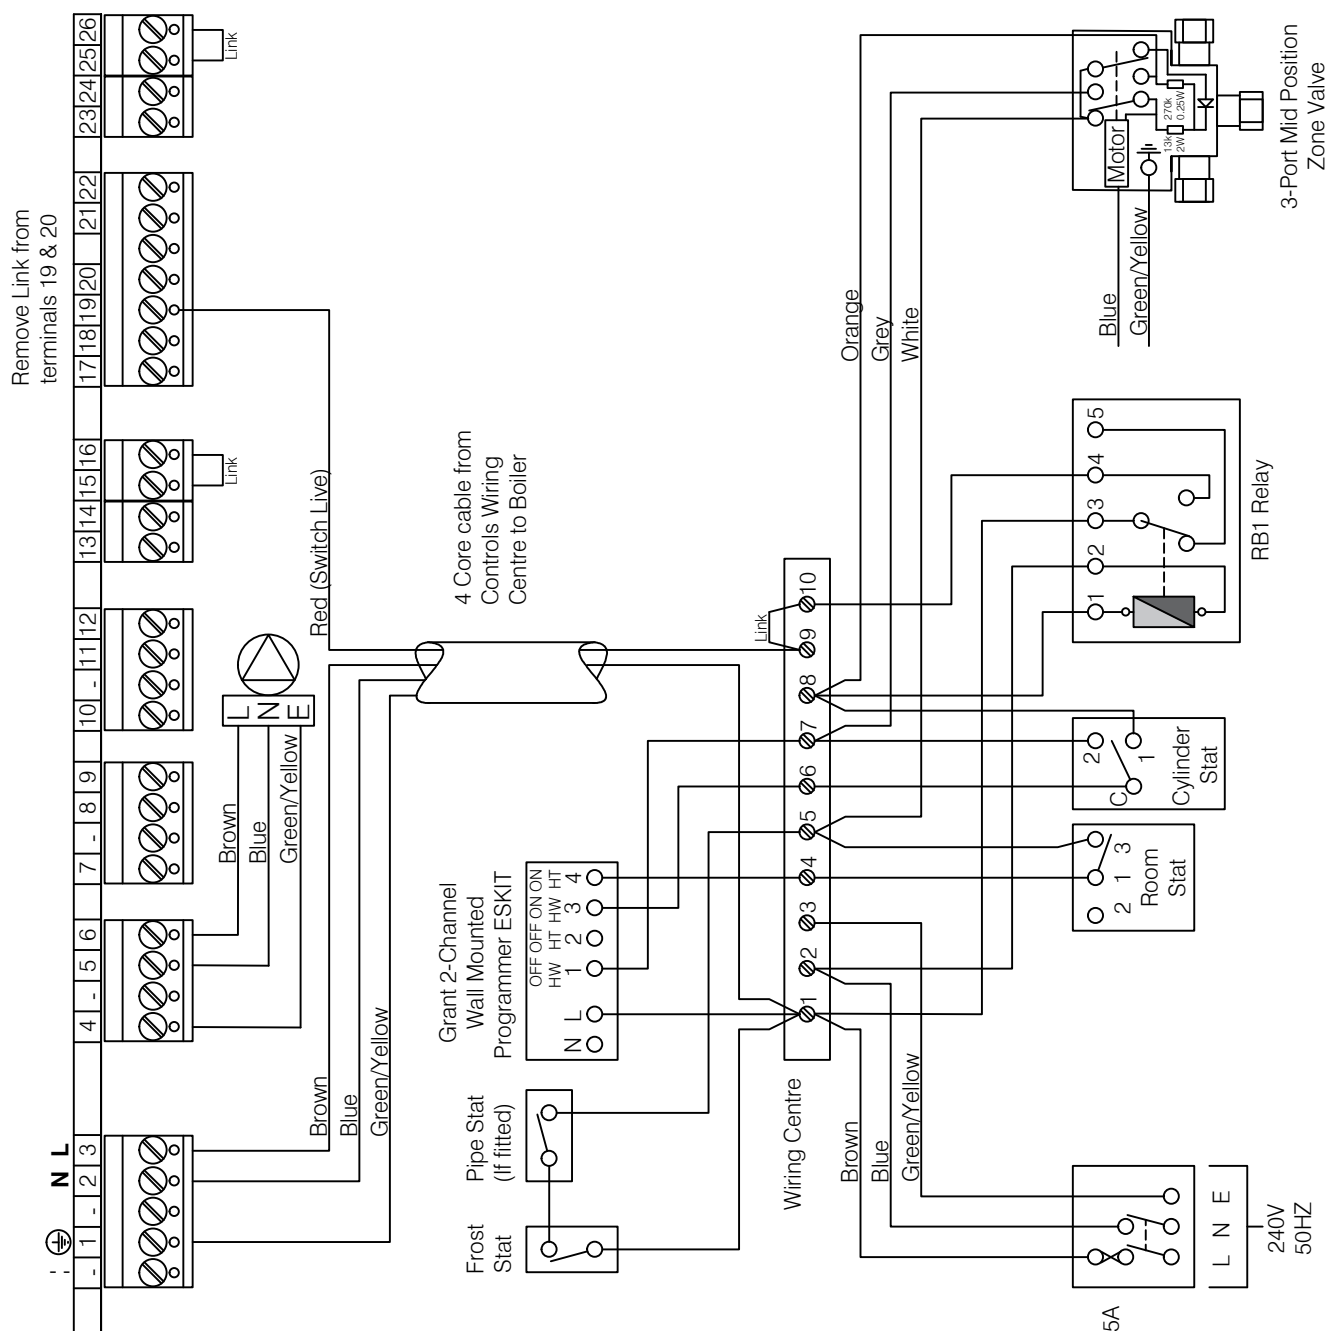 Remove Link from
terminals 19 & 20
: - 1 - 2 3 4 - 5 6 7 - 8 9 10 - 11 12 13 14 15 16 17 18 19 20 21 22 23 24 25 26
N L
Link
Link
Red (Switch Live)
L
N
E
Brown
Blue
Green/Yellow
Brown
Blue
Green/Yellow
4 Core cable from
Controls Wiring
Centre to Boiler
Grant 2-Channel
Wall Mounted
Programmer ESKIT
OFF OFF ON ON
HW HT HW HT
N L 1 2 3 4
Pipe Stat
(If fitted)
Frost
Stat
Wiring Centre
1 2 3 4 5 6 7 8 9 10
Link
Orange
Grey
White
Brown
Blue
Green/Yellow
5A
L N E
240V
50HZ
2 1 3
Room
Stat
C 1
2
Cylinder
Stat
1 2 3 4 5
RB1 Relay
Blue
Green/Yellow
Motor
13k
2W
270k
0.25W
3-Port Mid Position
Zone Valve